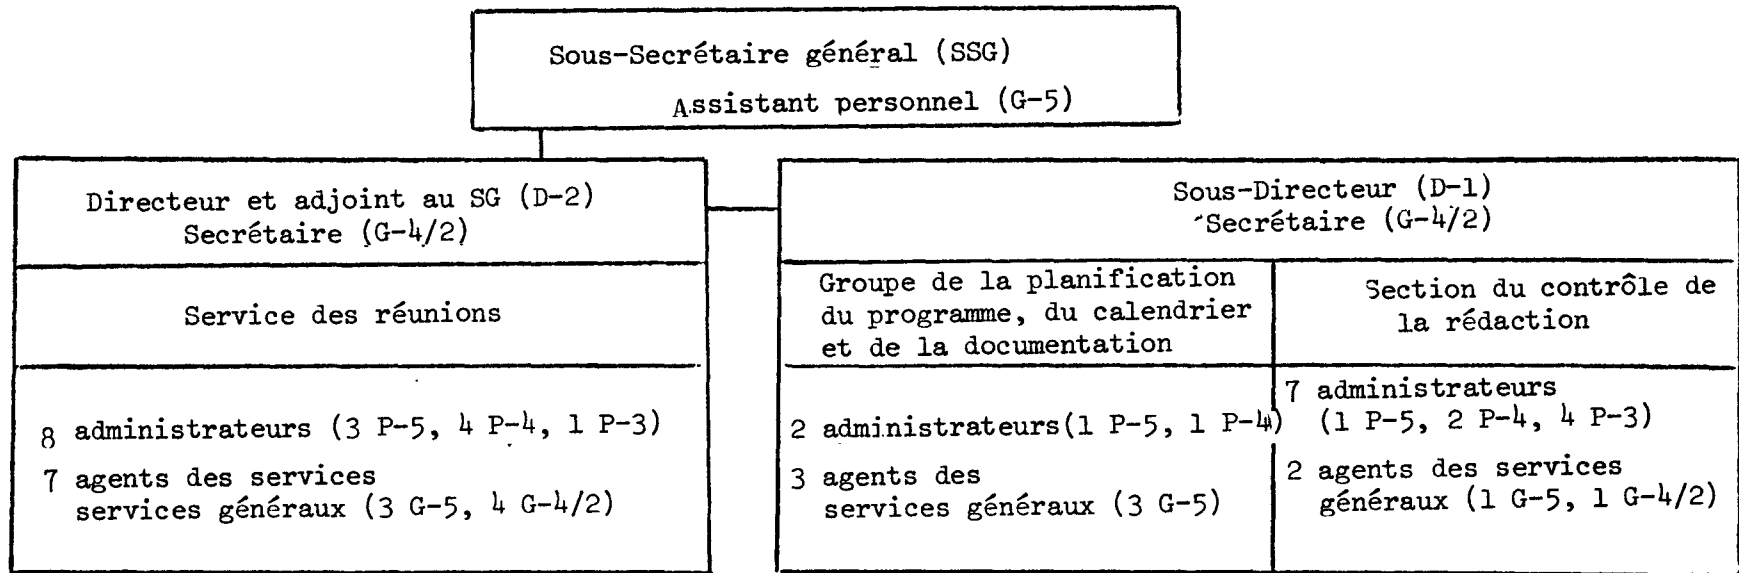 Sous-Secrétaire général (SSG)
Assistant personnel (G-5)
Directeur et adjoint au SG (D-2)
Secrétaire (G-4/2)
Service des réunions
8 administrateurs (3 P-5, 4 P-4, 1 P-3)
7 agents des services
services généraux (3 G-5, 4 G-4/2)
Sous-Directeur (D-1)
Secrétaire (G-4/2)
Groupe de la planification
du programme, du calendrier
et de la documentation
2 administrateurs(1 P-5, 1 P-4)
3 agents des
services généraux (3 G-5)
Section du contrôle de
la rédaction
7 administrateurs
(1 P-5, 2 P-4, 4 P-3)
2 agents des services
généraux (1 G-5, 1 G-4/2)